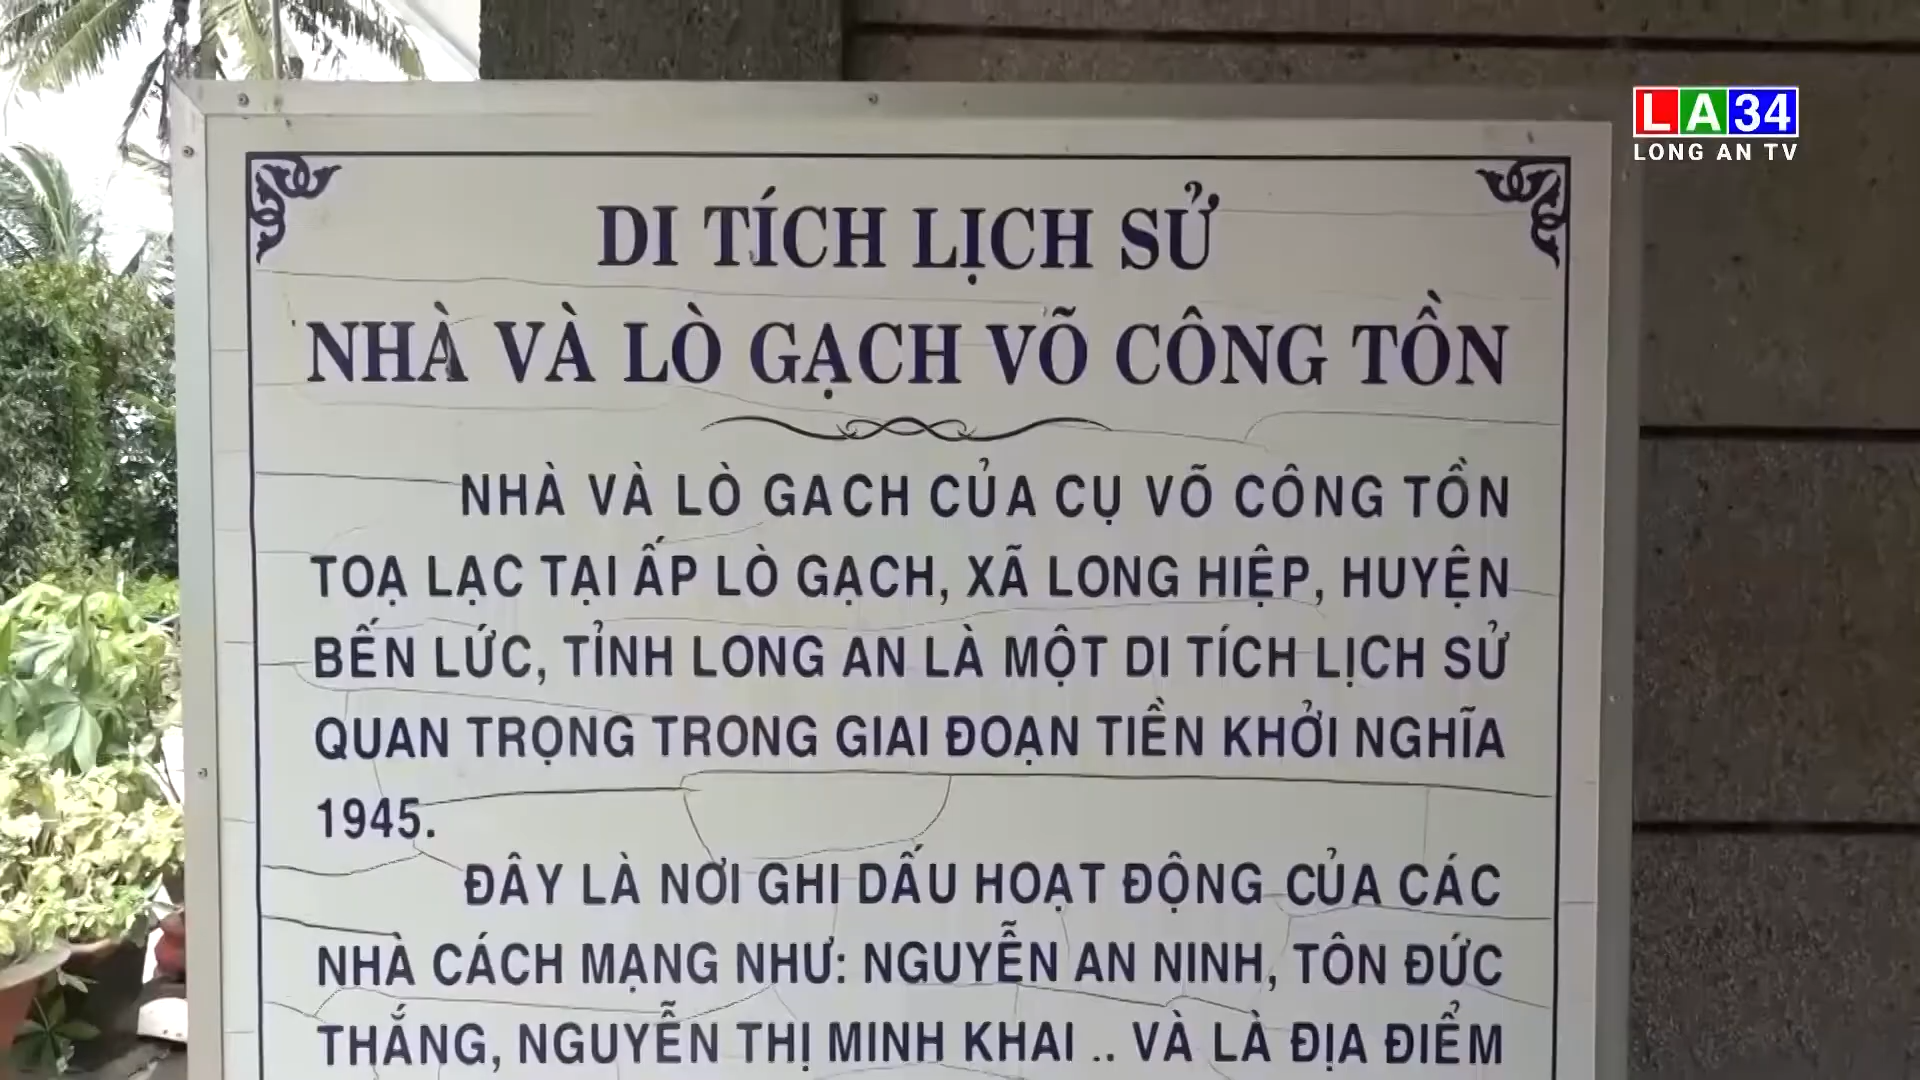 LA34
LONG AN TV
DI TÍCH LỊCH SỬ
NHÀ VÀ LÒ GẠCH VÕ CÔNG TỒN
NHÀ VÀ LÒ GACH CỦA CỤ VÕ CÔNG TỒN
TOẠ LẠC TẠI ẤP LÒ GẠCH, XÃ LONG HIỆP, HUYỆN
BẾN LỨC, TỈNH LONG AN LÀ MỘT DI TÍCH LỊCH SỬ
QUAN TRỌNG TRONG GIAI ĐOẠN TIỀN KHỞI NGHĨA
1945.
ĐÂY LÀ NƠI GHI DẤU HOẠT ĐỘNG CỦA CÁC
NHÀ CÁCH MẠNG NHƯ: NGUYỄN AN NINH, TÔN ĐỨC
THẮNG, NGUYỄN THỊ MINH KHAI .. VÀ LÀ ĐỊA ĐIỂM